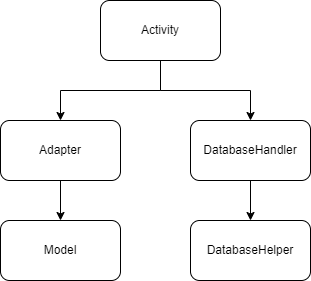 Activity
Adapter
DatabaseHandler
Model
DatabaseHelper